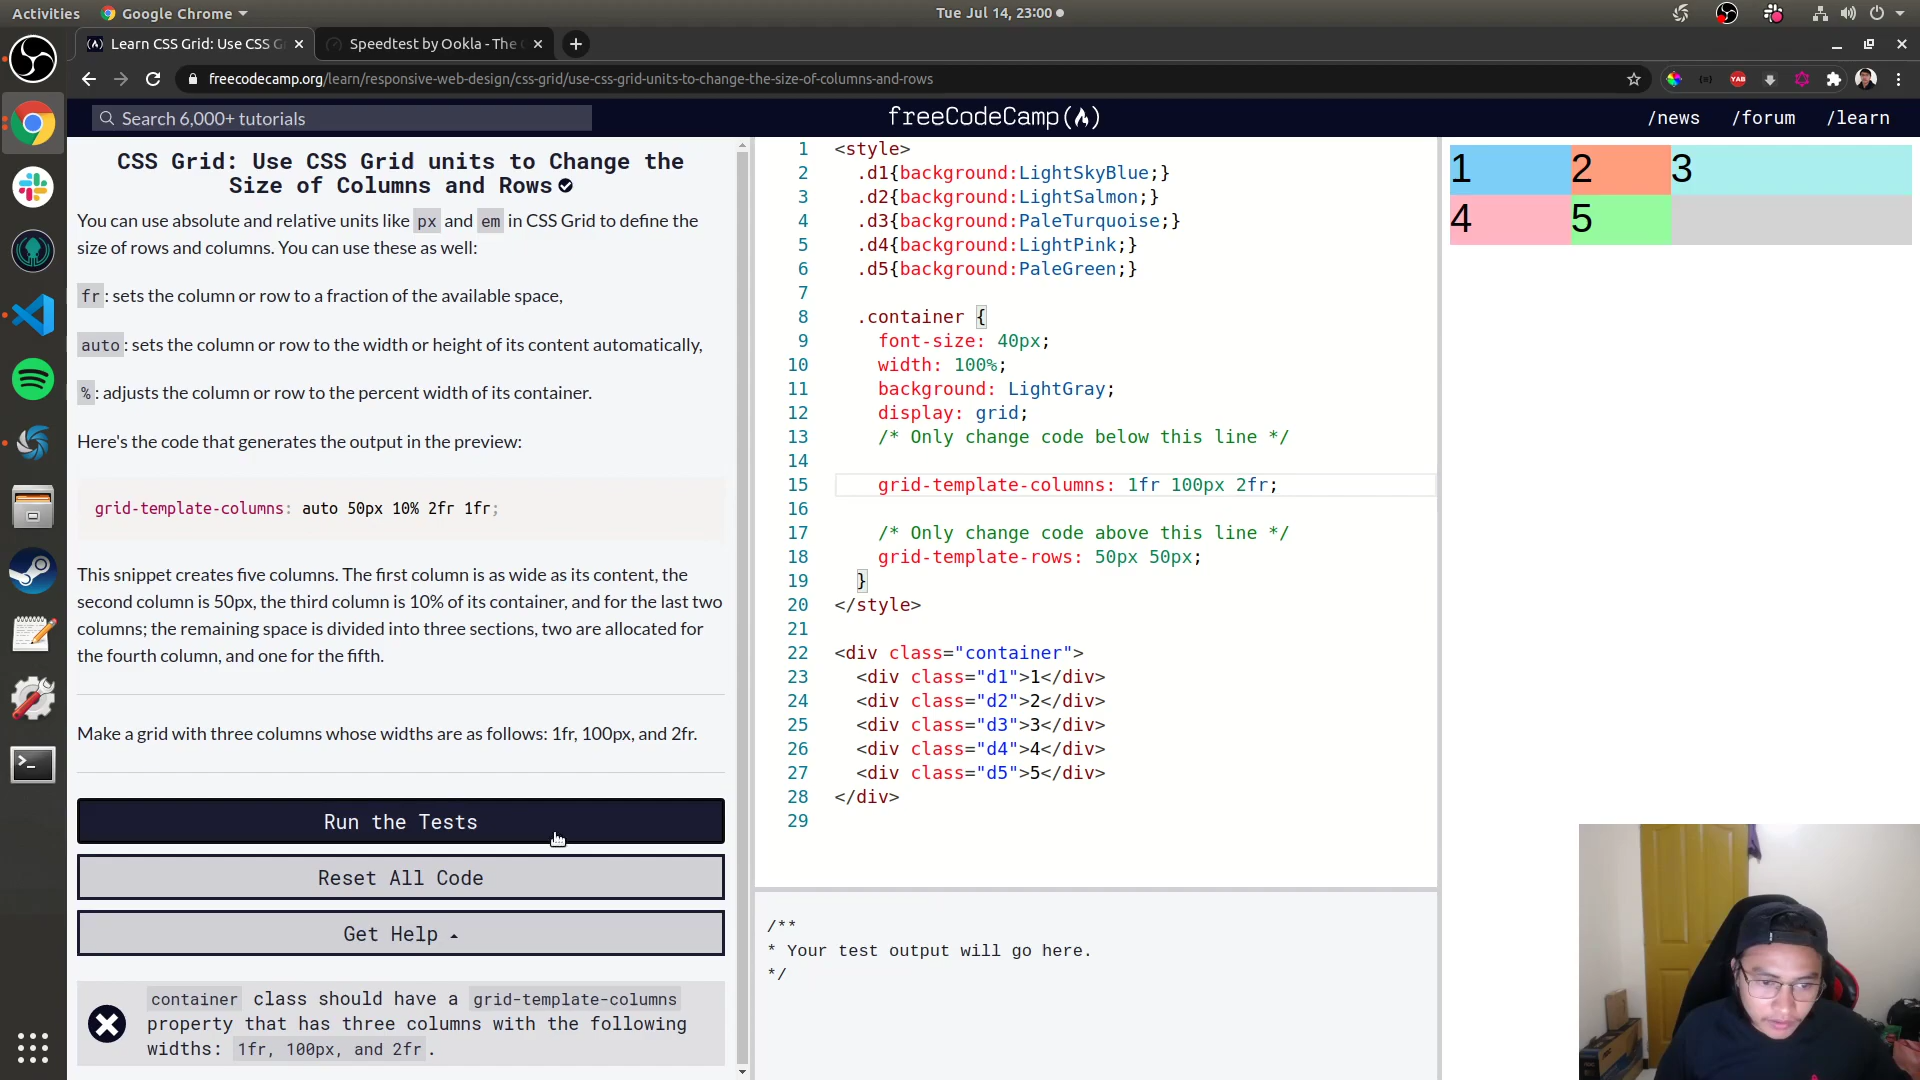 Activities
Google Chrome
Tue Jul 14, 23:00
Learn CSS Grid: Use CSS G
Speedtest by Ookla - The
freecodecamp.org/learn/responsive-web-design/css-grid/use-css-grid-units-to-change-the-size-of-columns-and-rows
YAB
Search 6,000+ tutorials
freeCodeCamp
/news
/forum
/learn
CSS Grid: Use CSS Grid units to Change the
Size of Columns and Rows
You can use absolute and relative units like px and em in CSS Grid to define the
size of rows and columns. You can use these as well:
fr: sets the column or row to a fraction of the available space,
auto: sets the column or row to the width or height of its content automatically,
%: adjusts the column or row to the percent width of its container.
Here's the code that generates the output in the preview:
grid-template-columns: auto 50px 10% 2fr 1fr;
This snippet creates five columns. The first column is as wide as its content, the
second column is 50px, the third column is 10% of its container, and for the last two
columns; the remaining space is divided into three sections, two are allocated for
the fourth column, and one for the fifth.
Make a grid with three columns whose widths are as follows: 1fr, 100px, and 2fr.
Run the Tests
Reset All Code
Get Help
container class should have a grid-template-columns
property that has three columns with the following
widths: 1fr, 100px, and 2fr.
1 <style>
2 .d1{background:LightSkyBlue;}
3 .d2{background:LightSalmon;}
4 .d3{background:PaleTurquoise;}
5 .d4{background:LightPink;}
6 .d5{background:PaleGreen;}
7
8 .container {
9 font-size: 40px;
10 width: 100%;
11 background: LightGray;
12 display: grid;
13 /* Only change code below this line */
14
15 grid-template-columns: 1fr 100px 2fr;
16
17 /* Only change code above this line */
18 grid-template-rows: 50px 50px;
19 }
20 </style>
21
22 <div class="container">
23 <div class="d1">1</div>
24 <div class="d2">2</div>
25 <div class="d3">3</div>
26 <div class="d4">4</div>
27 <div class="d5">5</div>
28 </div>
29
/**
* Your test output will go here.
*/
1 2 3
4 5